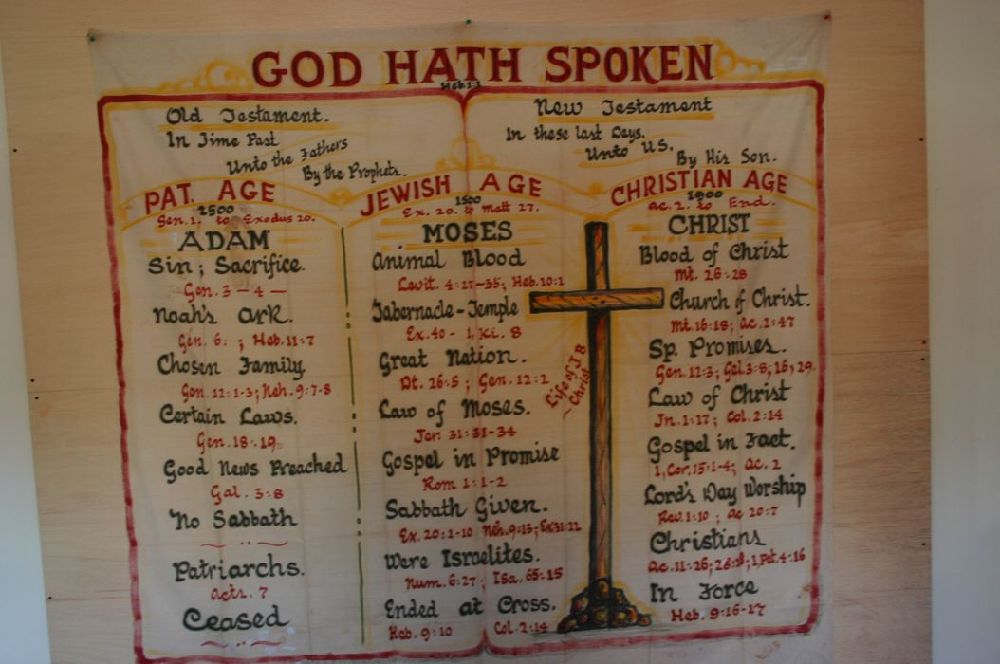 GOD HATH SPOKEN
Heb. 1:1
Old Testament.
In Time Past
Unto the Fathers
By the Prophets.
New Testament
In these last Days.
Unto US.
By His Son.
PAT. AGE
2500
Gen. 1. to Exodus 20.
ADAM
Sin; Sacrifice.
Gen. 3 - 4 -
Noah's Ark.
Gen. 6: ; Heb. 11:7
Chosen Family.
Gen. 12:1-3; Neh. 9:7-8
Certain Laws.
Gen. 18:19
Good News Preached
Gal. 3:8
No Sabbath
Patriarchs.
Acts. 7
Ceased
JEWISH AGE
1500
Ex. 20. to Matt 27.
MOSES
Animal Blood
Levit. 4:27-35; Heb. 10:1
Tabernacle-Temple
Ex. 40 - 1, Ki. 8
Great Nation.
Dt. 26:5 ; Gen. 12:2
Law of Moses.
Jer. 31:31-34
Gospel in Promise
Rom 1:1-2
Sabbath Given.
Ex. 20:1-10 Neh. 9:13; Ex31:12
Were Israelites.
Num. 6:27; Isa. 65:15
Ended at Cross.
Heb. 9:10 Col. 2:14
Life of J B
~ Christ
CHRISTIAN AGE
1900
Ac. 2. to End.
CHRIST
Blood of Christ
Mt. 26:28
Church of Christ.
Mt. 16:18; Ac. 2:47
Sp. Promises.
Gen. 12:3; Gal. 3:8, 16, 29.
Law of Christ
Jn. 1:17; Col. 2:14
Gospel in Fact.
1, Cor. 15:1-4; Ac. 2
Lord's Day Worship
Rev. 1:10 ; Ac 20:7
Christians
Ac. 11:26; 1, Pet. 4:16
In Force
Heb. 9:16-17